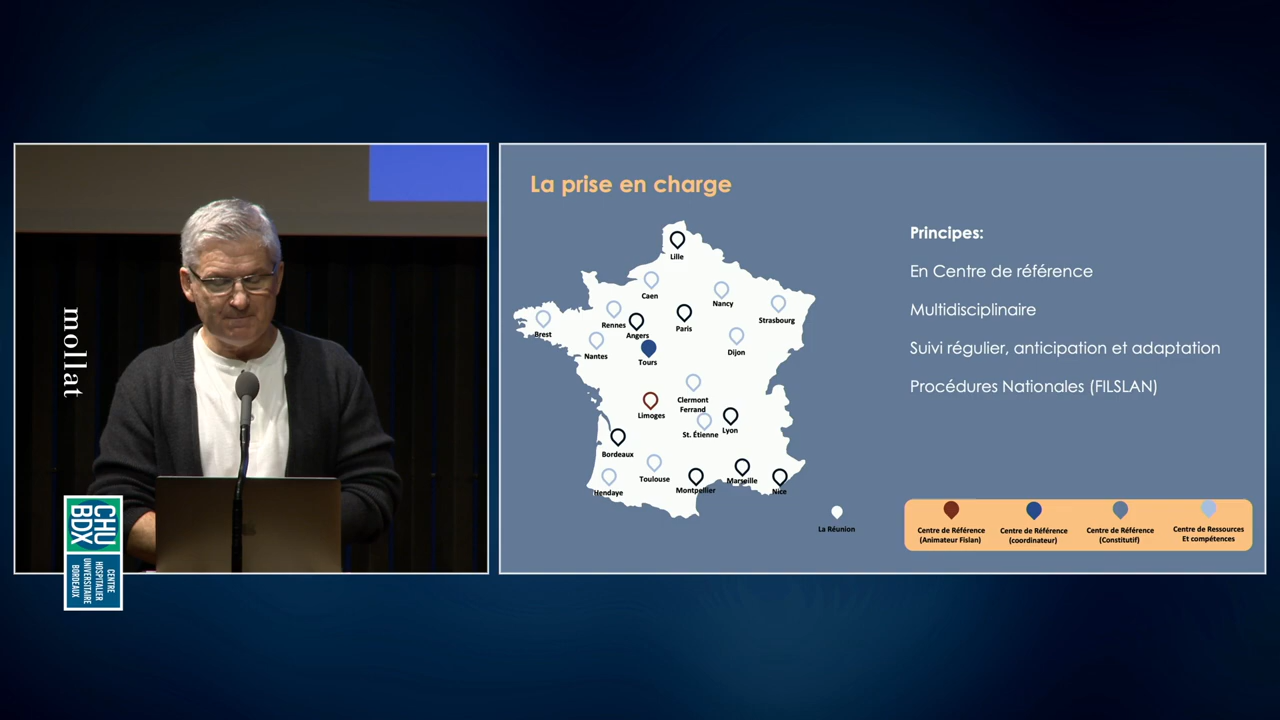 mollat
CHU
BDX
CENTRE
HOSPITALIER
UNIVERSITAIRE
BORDEAUX
La prise en charge
Lille
Caen
Nancy
Strasbourg
Brest
Rennes
Angers
Paris
Nantes
Tours
Dijon
Limoges
Clermont
Ferrand
St. Étienne
Lyon
Bordeaux
Toulouse
Hendaye
Montpellier
Marseille
Nice
La Réunion
Principes:
En Centre de référence
Multidisciplinaire
Suivi régulier, anticipation et adaptation
Procédures Nationales (FILSLAN)
Centre de Référence
(Animateur Fislan)
Centre de Référence
(coordinateur)
Centre de Référence
(Constitutif)
Centre de Ressources
Et compétences